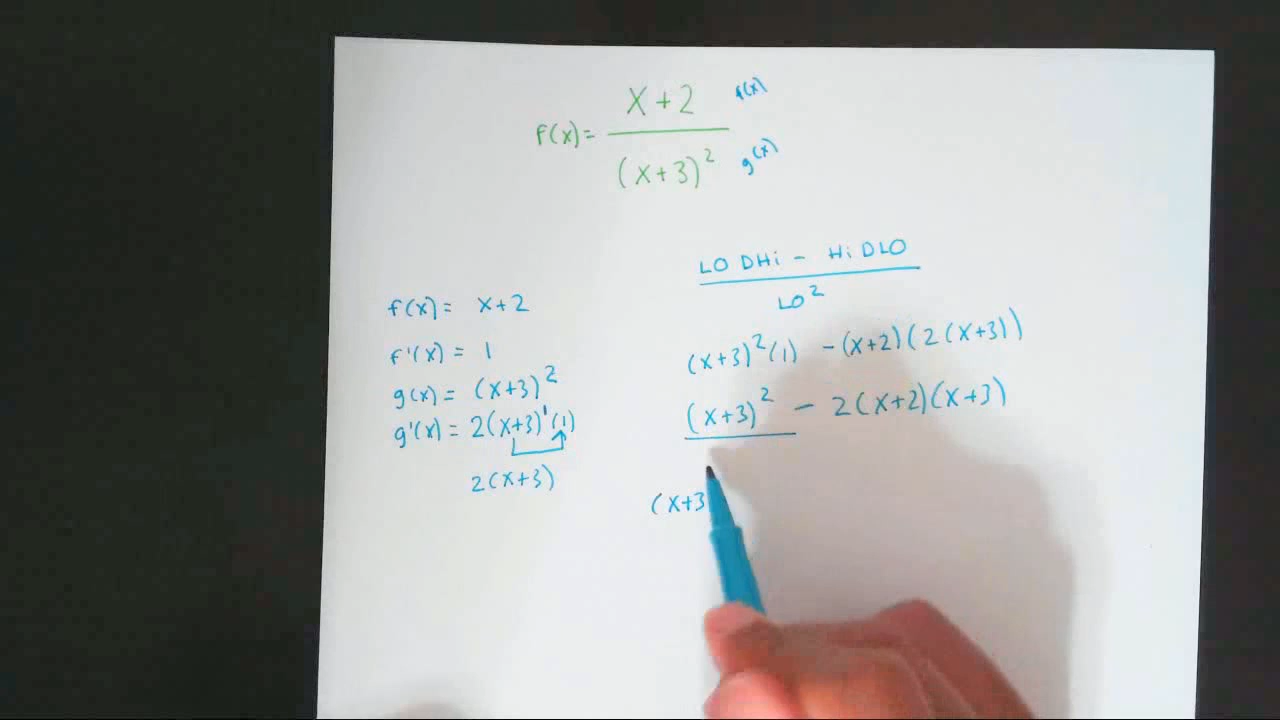 x+2 f(x)
f(x)=
(x+3)² g(x)
LO DHi - Hi DLO
LO²
f(x) = x+2
f'(x) = 1
g(x) = (x+3)²
g'(x) = 2(x+3)¹(1)
2(x+3)
(x+3)²(1) -(x+2)(2(x+3))
(x+3)² - 2(x+2)(x+3)
(x+3